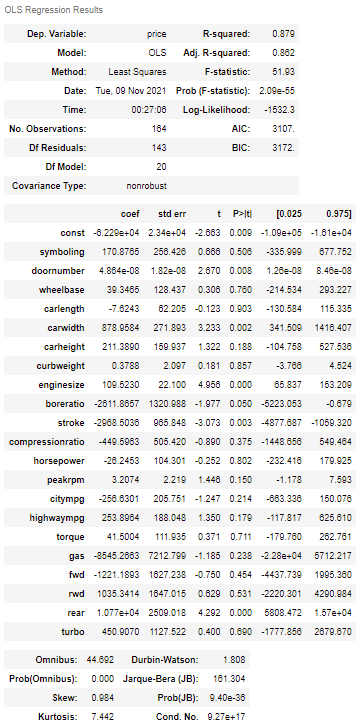 OLS Regression Results
Dep. Variable: price R-squared: 0.879
Model: OLS Adj. R-squared: 0.862
Method: Least Squares F-statistic: 51.93
Date: Tue, 09 Nov 2021 Prob (F-statistic): 2.09e-55
Time: 00:27:06 Log-Likelihood: -1532.3
No. Observations: 164 AIC: 3107.
Df Residuals: 143 BIC: 3172.
Df Model: 20
Covariance Type: nonrobust
coef std err t P>|t| [0.025 0.975]
const -6.229e+04 2.34e+04 -2.663 0.009 -1.09e+05 -1.61e+04
symboling 170.8765 256.426 0.666 0.506 -335.999 677.752
doornumber 4.864e-08 1.82e-08 2.670 0.008 1.26e-08 8.46e-08
wheelbase 39.3465 128.437 0.306 0.760 -214.534 293.227
carlength -7.6243 62.205 -0.123 0.903 -130.584 115.335
carwidth 878.9584 271.893 3.233 0.002 341.509 1416.407
carheight 211.3890 159.937 1.322 0.188 -104.758 527.536
curbweight 0.3788 2.097 0.181 0.857 -3.766 4.524
enginesize 109.5230 22.100 4.956 0.000 65.837 153.209
boreratio -2611.8657 1320.988 -1.977 0.050 -5223.053 -0.679
stroke -2968.5036 965.848 -3.073 0.003 -4877.687 -1059.320
compressionratio -449.5963 505.420 -0.890 0.375 -1448.656 549.464
horsepower -26.2453 104.301 -0.252 0.802 -232.416 179.925
peakrpm 3.2074 2.219 1.446 0.150 -1.178 7.593
citympg -256.6301 205.751 -1.247 0.214 -663.336 150.076
highwaympg 253.8964 188.048 1.350 0.179 -117.817 625.610
torque 41.5004 111.935 0.371 0.711 -179.760 262.761
gas -8545.2663 7212.799 -1.185 0.238 -2.28e+04 5712.217
fwd -1221.1893 1627.238 -0.750 0.454 -4437.739 1995.360
rwd 1035.3414 1647.015 0.629 0.531 -2220.301 4290.984
rear 1.077e+04 2509.018 4.292 0.000 5808.472 1.57e+04
turbo 450.9070 1127.522 0.400 0.690 -1777.856 2679.670
Omnibus: 44.692 Durbin-Watson: 1.808
Prob(Omnibus): 0.000 Jarque-Bera (JB): 161.304
Skew: 0.984 Prob(JB): 9.40e-36
Kurtosis: 7.442 Cond. No. 9.27e+17